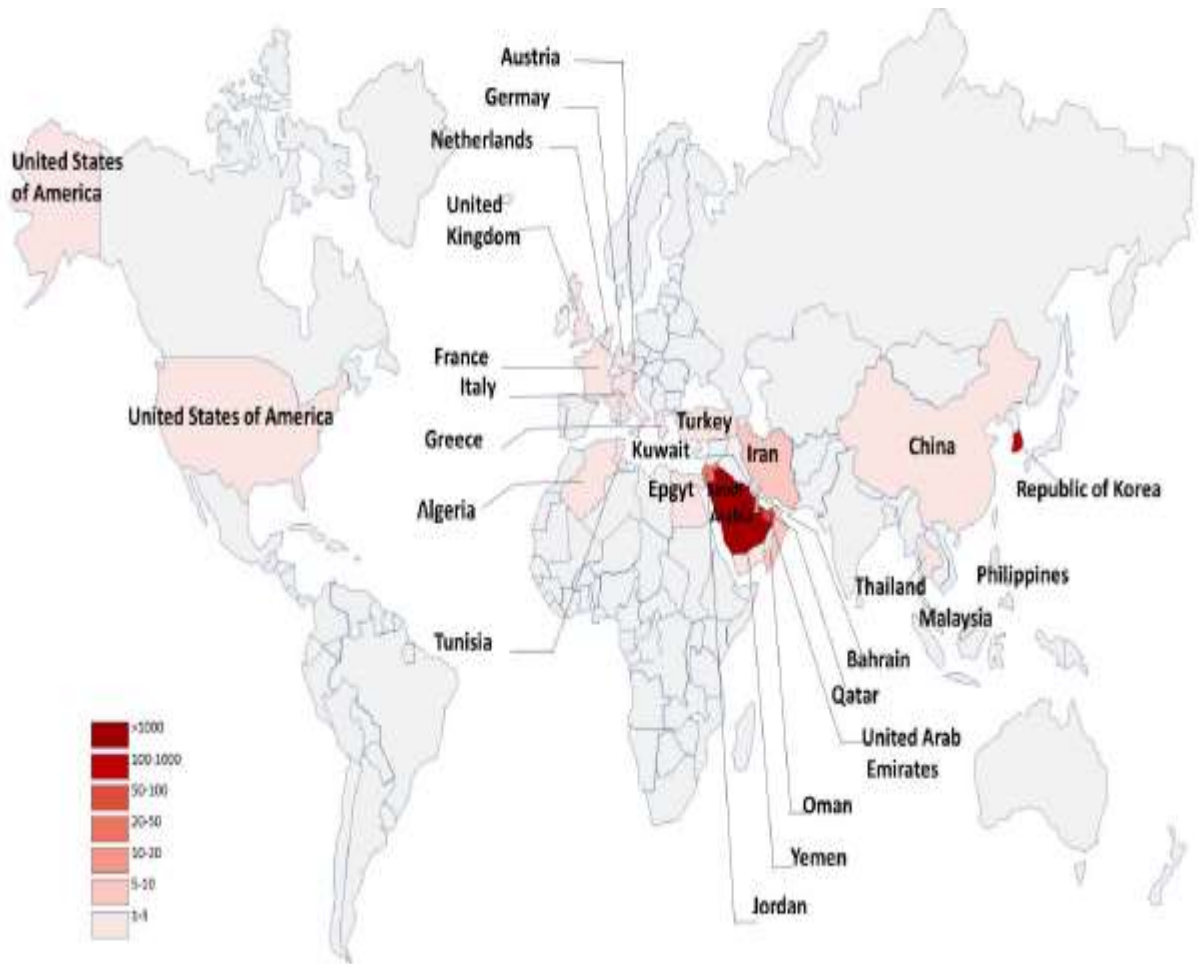 Austria
Germay
Netherlands
United States
of America
United
Kingdom
France
Italy
United States of America
Greece
Turkey
Kuwait
Iran
China
Algeria
Epgyt
Republic of Korea
Thailand
Philippines
Malaysia
Tunisia
Bahrain
Qatar
United Arab
Emirates
Oman
Yemen
Jordan
>1000
100-1000
50-100
20-50
10-20
5-10